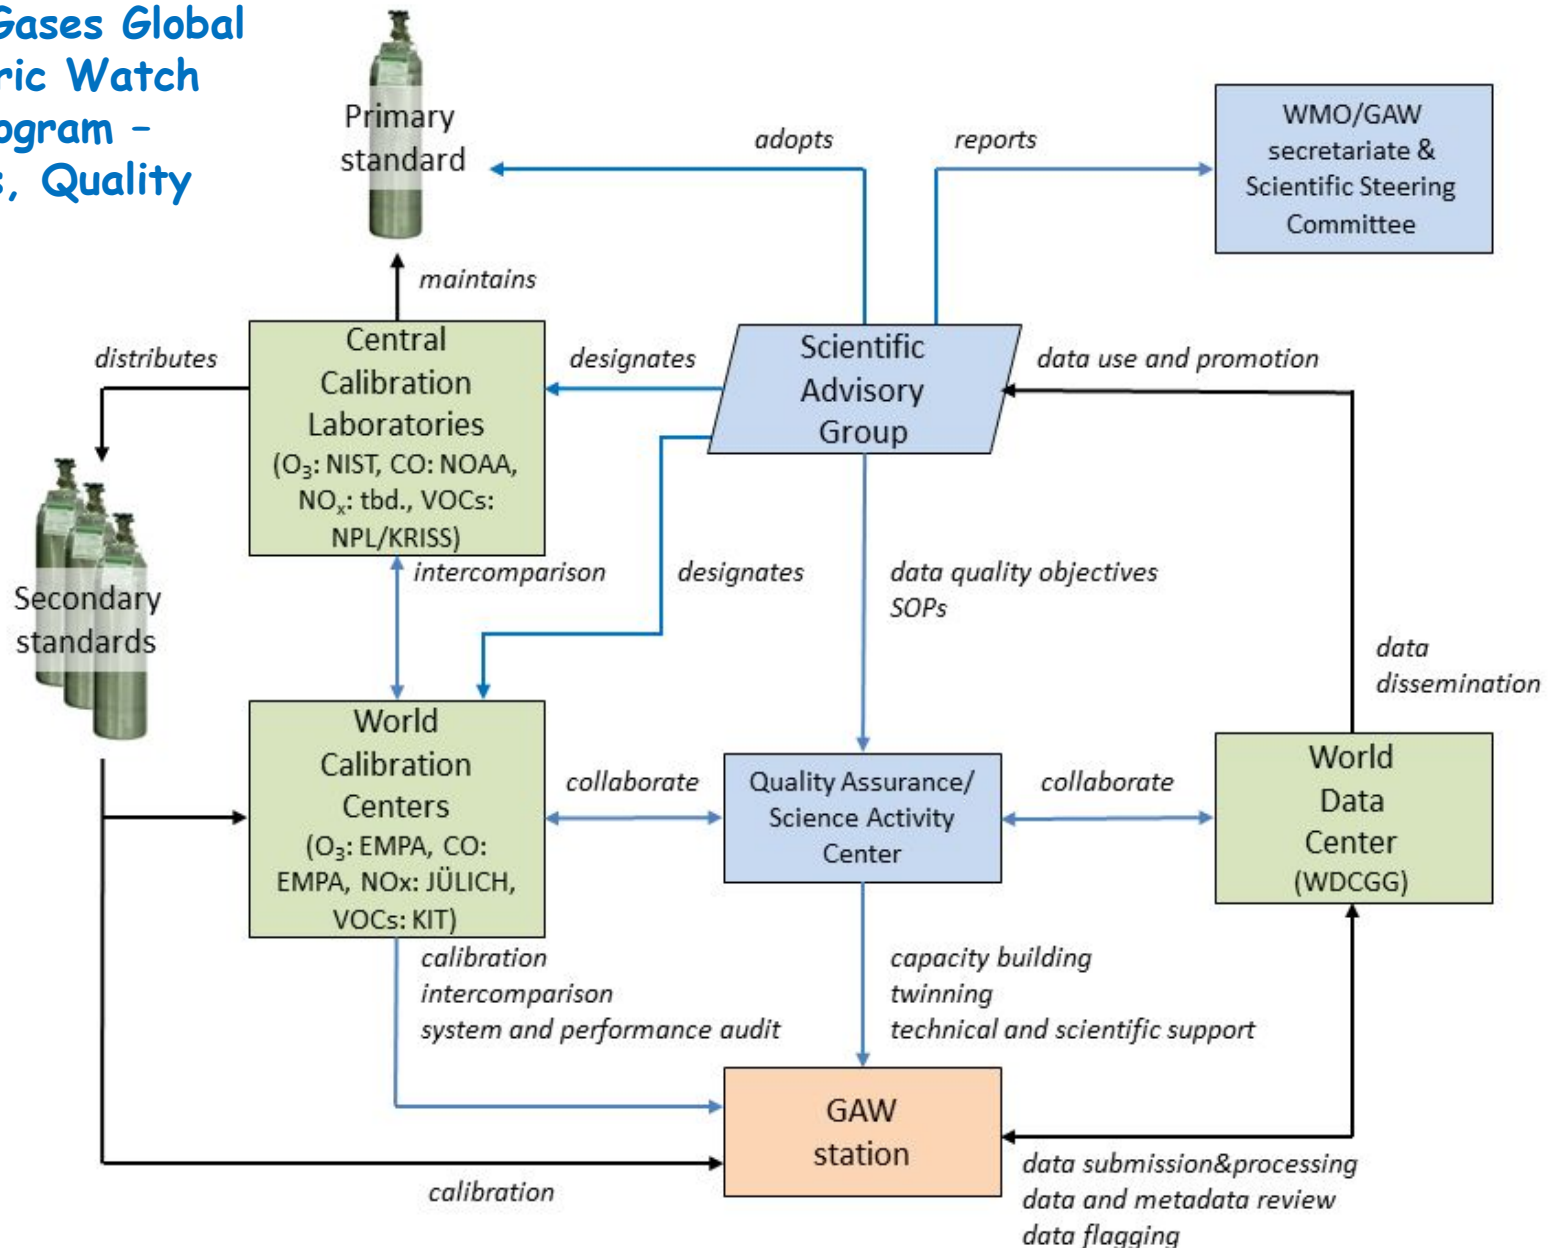 Gases Global
ric Watch
ogram –
s, Quality
Primary
standard
adopts
reports
WMO/GAW
secretariate &
Scientific Steering
Committee
maintains
distributes
Central
Calibration
Laboratories
(O₃: NIST, CO: NOAA,
NOₓ: tbd., VOCs:
NPL/KRISS)
designates
Scientific
Advisory
Group
data use and promotion
Secondary
standards
intercomparison
designates
data quality objectives
SOPs
data
dissemination
World
Calibration
Centers
(O₃: EMPA, CO:
EMPA, NOx: JÜLICH,
VOCs: KIT)
collaborate
Quality Assurance/
Science Activity
Center
collaborate
World
Data
Center
(WDCGG)
calibration
intercomparison
system and performance audit
capacity building
twinning
technical and scientific support
GAW
station
calibration
data submission&processing
data and metadata review
data flagging